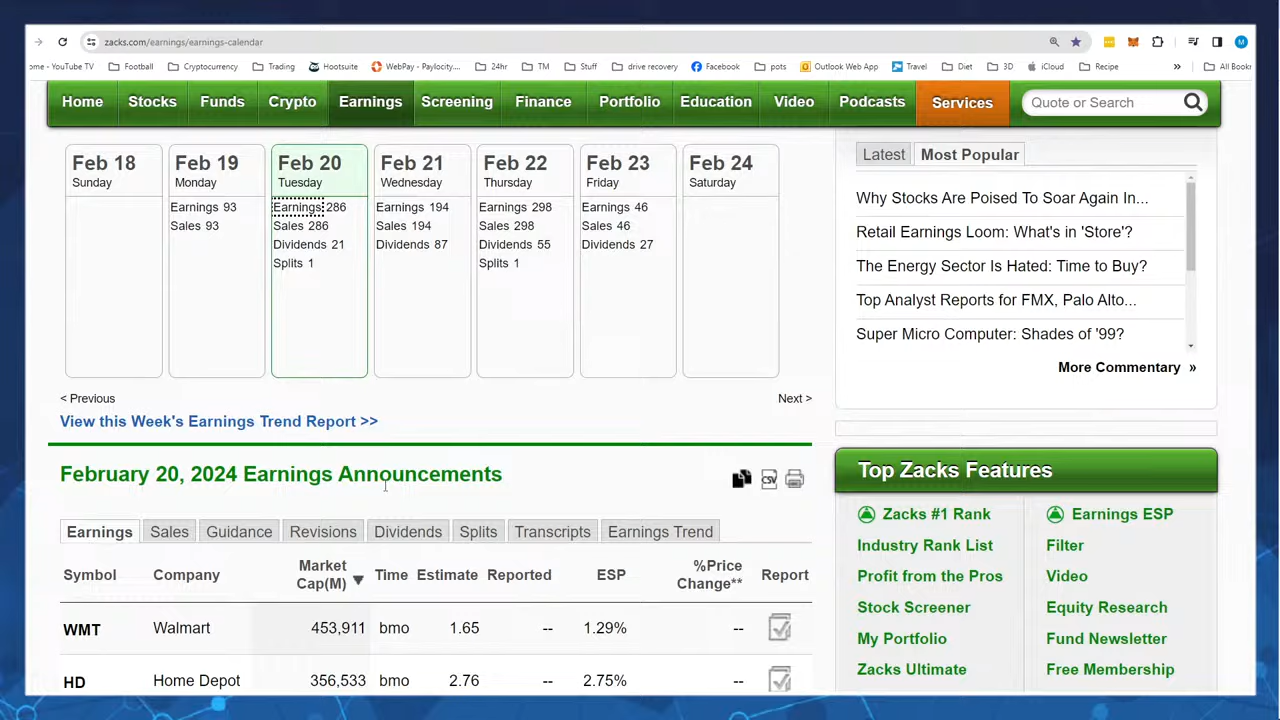 zacks.com/earnings/earnings-calendar
ome - YouTube TV Football Cryptocurrency Trading Hootsuite WebPay - Paylocity... 24hr TM Stuff drive recovery Facebook pots Outlook Web App Travel Diet 3D iCloud Recipe » All Book
Home Stocks Funds Crypto Earnings Screening Finance Portfolio Education Video Podcasts Services Quote or Search
Feb 18
Sunday
Feb 19
Monday
Earnings 93
Sales 93
Feb 20
Tuesday
Earnings 286
Sales 286
Dividends 21
Splits 1
Feb 21
Wednesday
Earnings 194
Sales 194
Dividends 87
Feb 22
Thursday
Earnings 298
Sales 298
Dividends 55
Splits 1
Feb 23
Friday
Earnings 46
Sales 46
Dividends 27
Feb 24
Saturday
< Previous
Next >
View this Week's Earnings Trend Report >>
February 20, 2024 Earnings Announcements
CSV
Earnings Sales Guidance Revisions Dividends Splits Transcripts Earnings Trend
Symbol Company Market Cap(M) ▼ Time Estimate Reported ESP %Price Change** Report
WMT Walmart 453,911 bmo 1.65 -- 1.29% --
HD Home Depot 356,533 bmo 2.76 -- 2.75% --
Latest Most Popular
Why Stocks Are Poised To Soar Again In...
Retail Earnings Loom: What's in 'Store'?
The Energy Sector Is Hated: Time to Buy?
Top Analyst Reports for FMX, Palo Alto...
Super Micro Computer: Shades of '99?
More Commentary »
Top Zacks Features
Zacks #1 Rank Earnings ESP
Industry Rank List Filter
Profit from the Pros Video
Stock Screener Equity Research
My Portfolio Fund Newsletter
Zacks Ultimate Free Membership